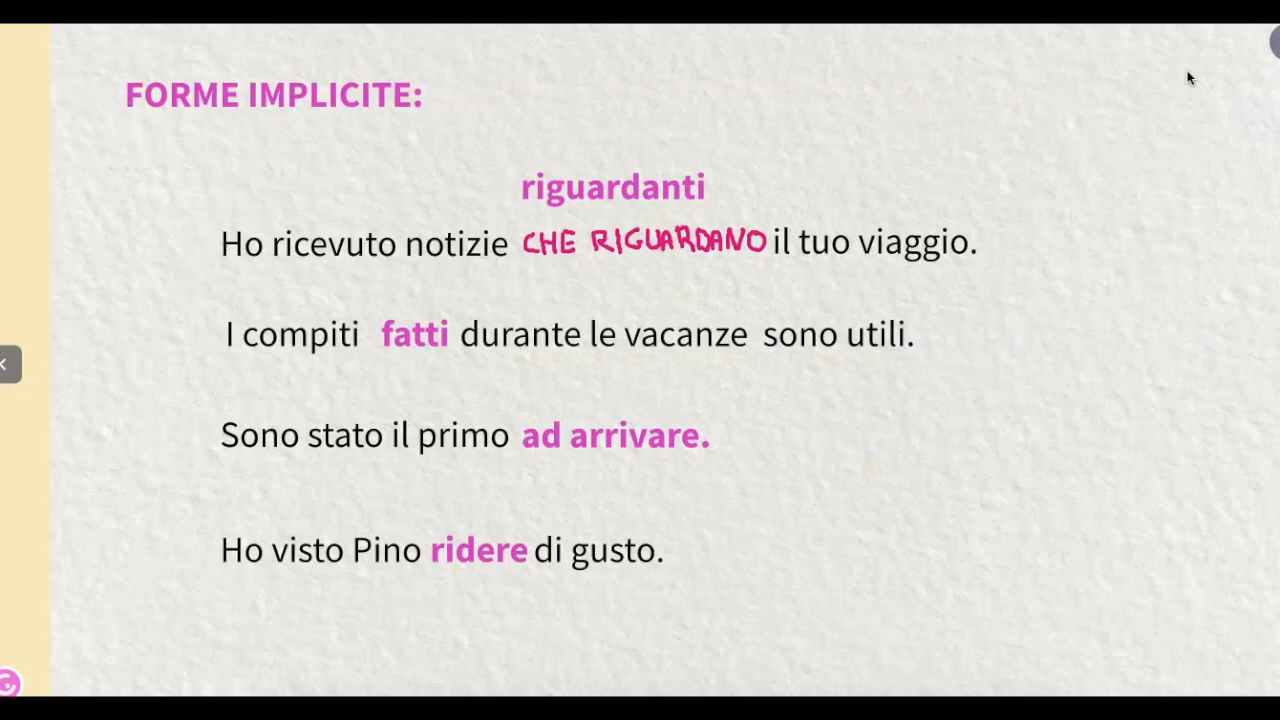 FORME IMPLICITE:
riguardanti
Ho ricevuto notizie CHE RIGUARDANO il tuo viaggio.
I compiti fatti durante le vacanze sono utili.
Sono stato il primo ad arrivare.
Ho visto Pino ridere di gusto.